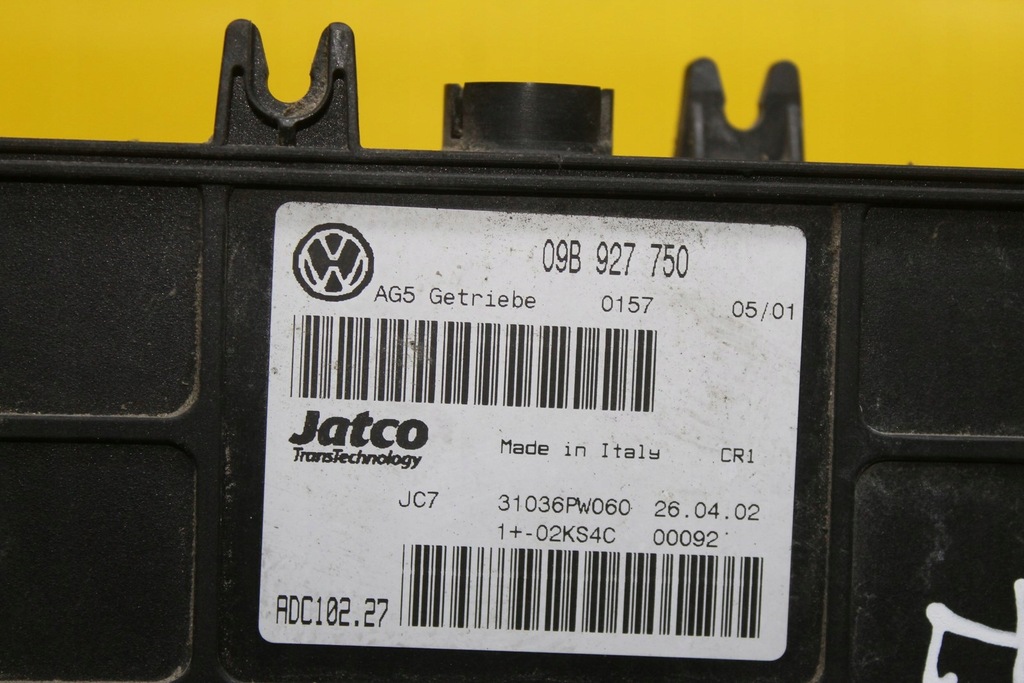 09B 927 750
AG5 Getriebe 0157 05/01
Jatco
TransTechnology
Made in Italy CR1
JC7 31036PW060 26.04.02
1+-02KS4C 00092
ADC102.27